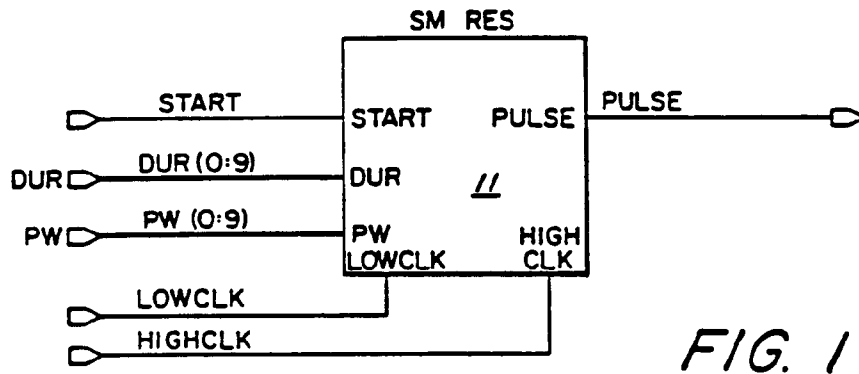 SM RES
START START PULSE PULSE
DUR DUR (0:9) DUR 11
PW PW (0:9) PW HIGH
LOWCLK CLK
LOWCLK
HIGHCLK
FIG. 1